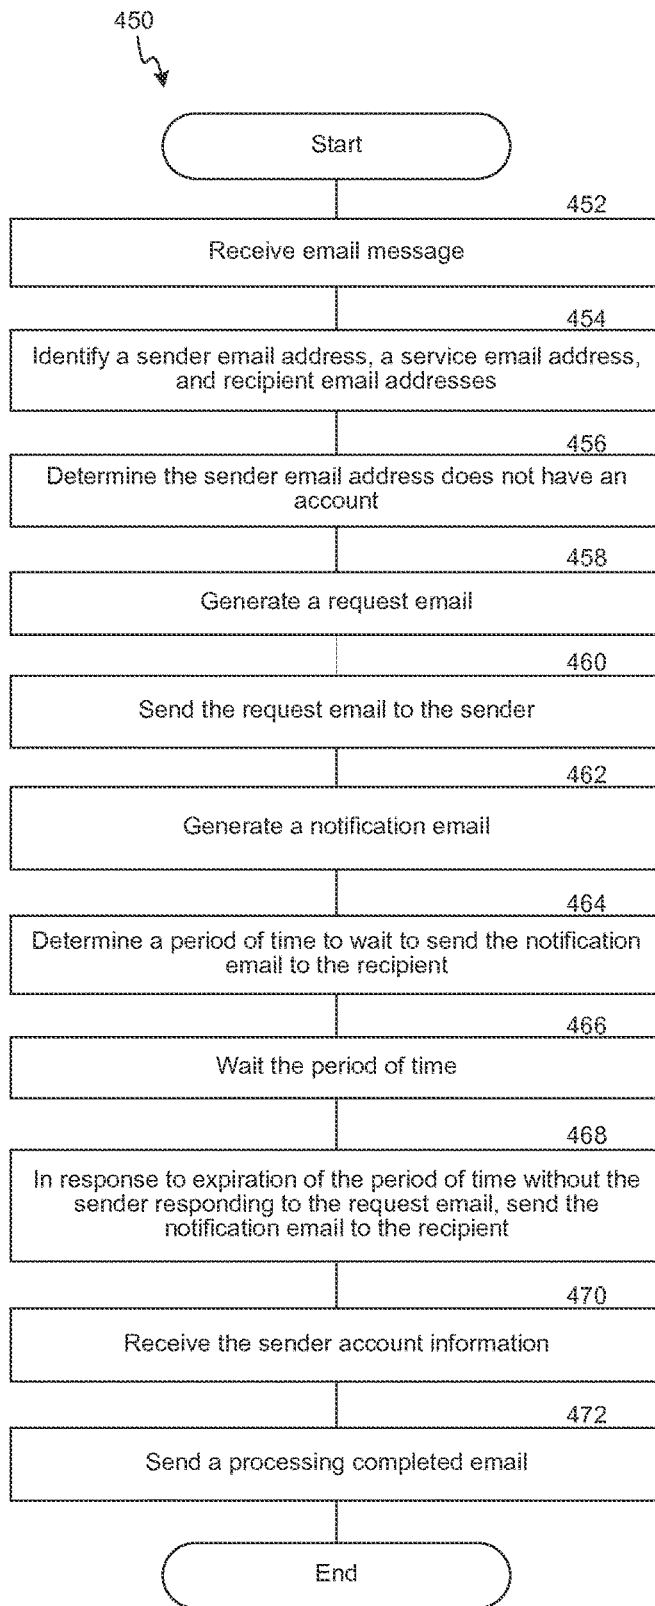 450
Start
452
Receive email message
454
Identify a sender email address, a service email address,
and recipient email addresses
456
Determine the sender email address does not have an
account
458
Generate a request email
460
Send the request email to the sender
462
Generate a notification email
464
Determine a period of time to wait to send the notification
email to the recipient
466
Wait the period of time
468
In response to expiration of the period of time without the
sender responding to the request email, send the
notification email to the recipient
470
Receive the sender account information
472
Send a processing completed email
End